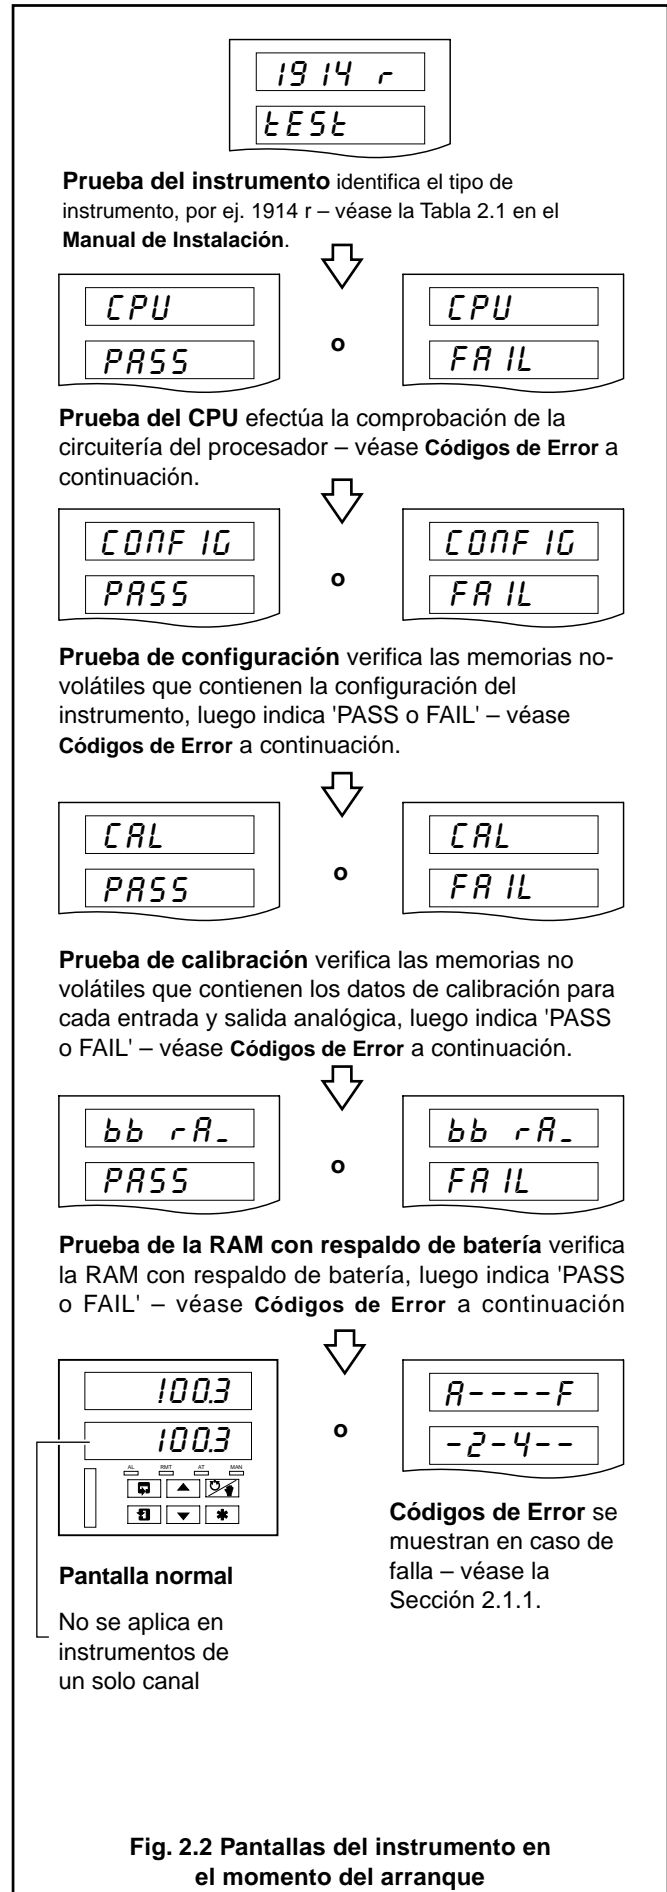 1914 r
tESt
Prueba del instrumento identifica el tipo de
instrumento, por ej. 1914 r – véase la Tabla 2.1 en el
Manual de Instalación.
CPU
PASS
o
CPU
FAIL
Prueba del CPU efectúa la comprobación de la
circuitería del procesador – véase Códigos de Error a
continuación.
CONFIG
PASS
o
CONFIG
FAIL
Prueba de configuración verifica las memorias no-
volátiles que contienen la configuración del
instrumento, luego indica 'PASS o FAIL' – véase
Códigos de Error a continuación.
CAL
PASS
o
CAL
FAIL
Prueba de calibración verifica las memorias no
volátiles que contienen los datos de calibración para
cada entrada y salida analógica, luego indica 'PASS
o FAIL' – véase Códigos de Error a continuación.
bb rA_
PASS
o
bb rA_
FAIL
Prueba de la RAM con respaldo de batería verifica
la RAM con respaldo de batería, luego indica 'PASS
o FAIL' – véase Códigos de Error a continuación
100.3
100.3
AL RMT AT MAN
o
A----F
-2-4--
Pantalla normal
No se aplica en
instrumentos de
un solo canal
Códigos de Error se
muestran en caso de
falla – véase la
Sección 2.1.1.
Fig. 2.2 Pantallas del instrumento en
el momento del arranque